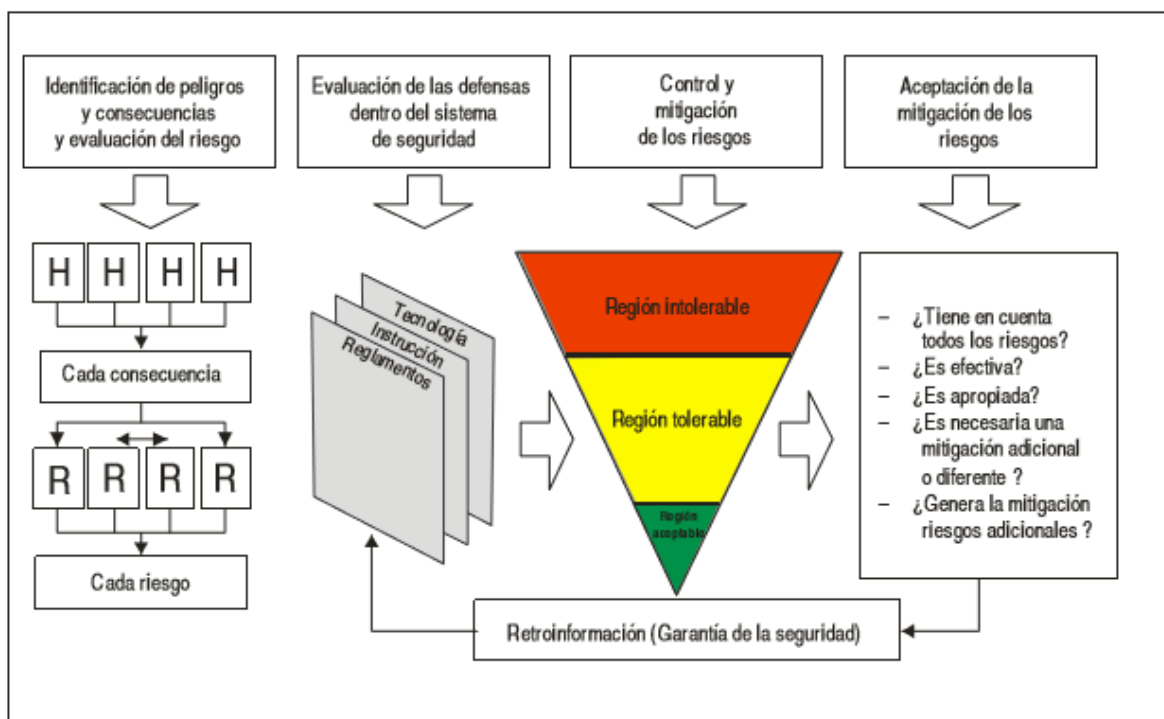 Identificación de peligros
y consecuencias
y evaluación del riesgo
Evaluación de las defensas
dentro del sistema
de seguridad
Control y
mitigación
de los riesgos
Aceptación de la
mitigación de los
riesgos
H H H H
Cada consecuencia
R R R R
Cada riesgo
Tecnología
Instrucción
Reglamentos
Región intolerable
Región tolerable
Región
aceptable
– ¿Tiene en cuenta
todos los riesgos?
– ¿Es efectiva?
– ¿Es apropiada?
– ¿Es necesaria una
mitigación adicional
o diferente ?
– ¿Genera la mitigación
riesgos adicionales ?
Retroinformación (Garantía de la seguridad)